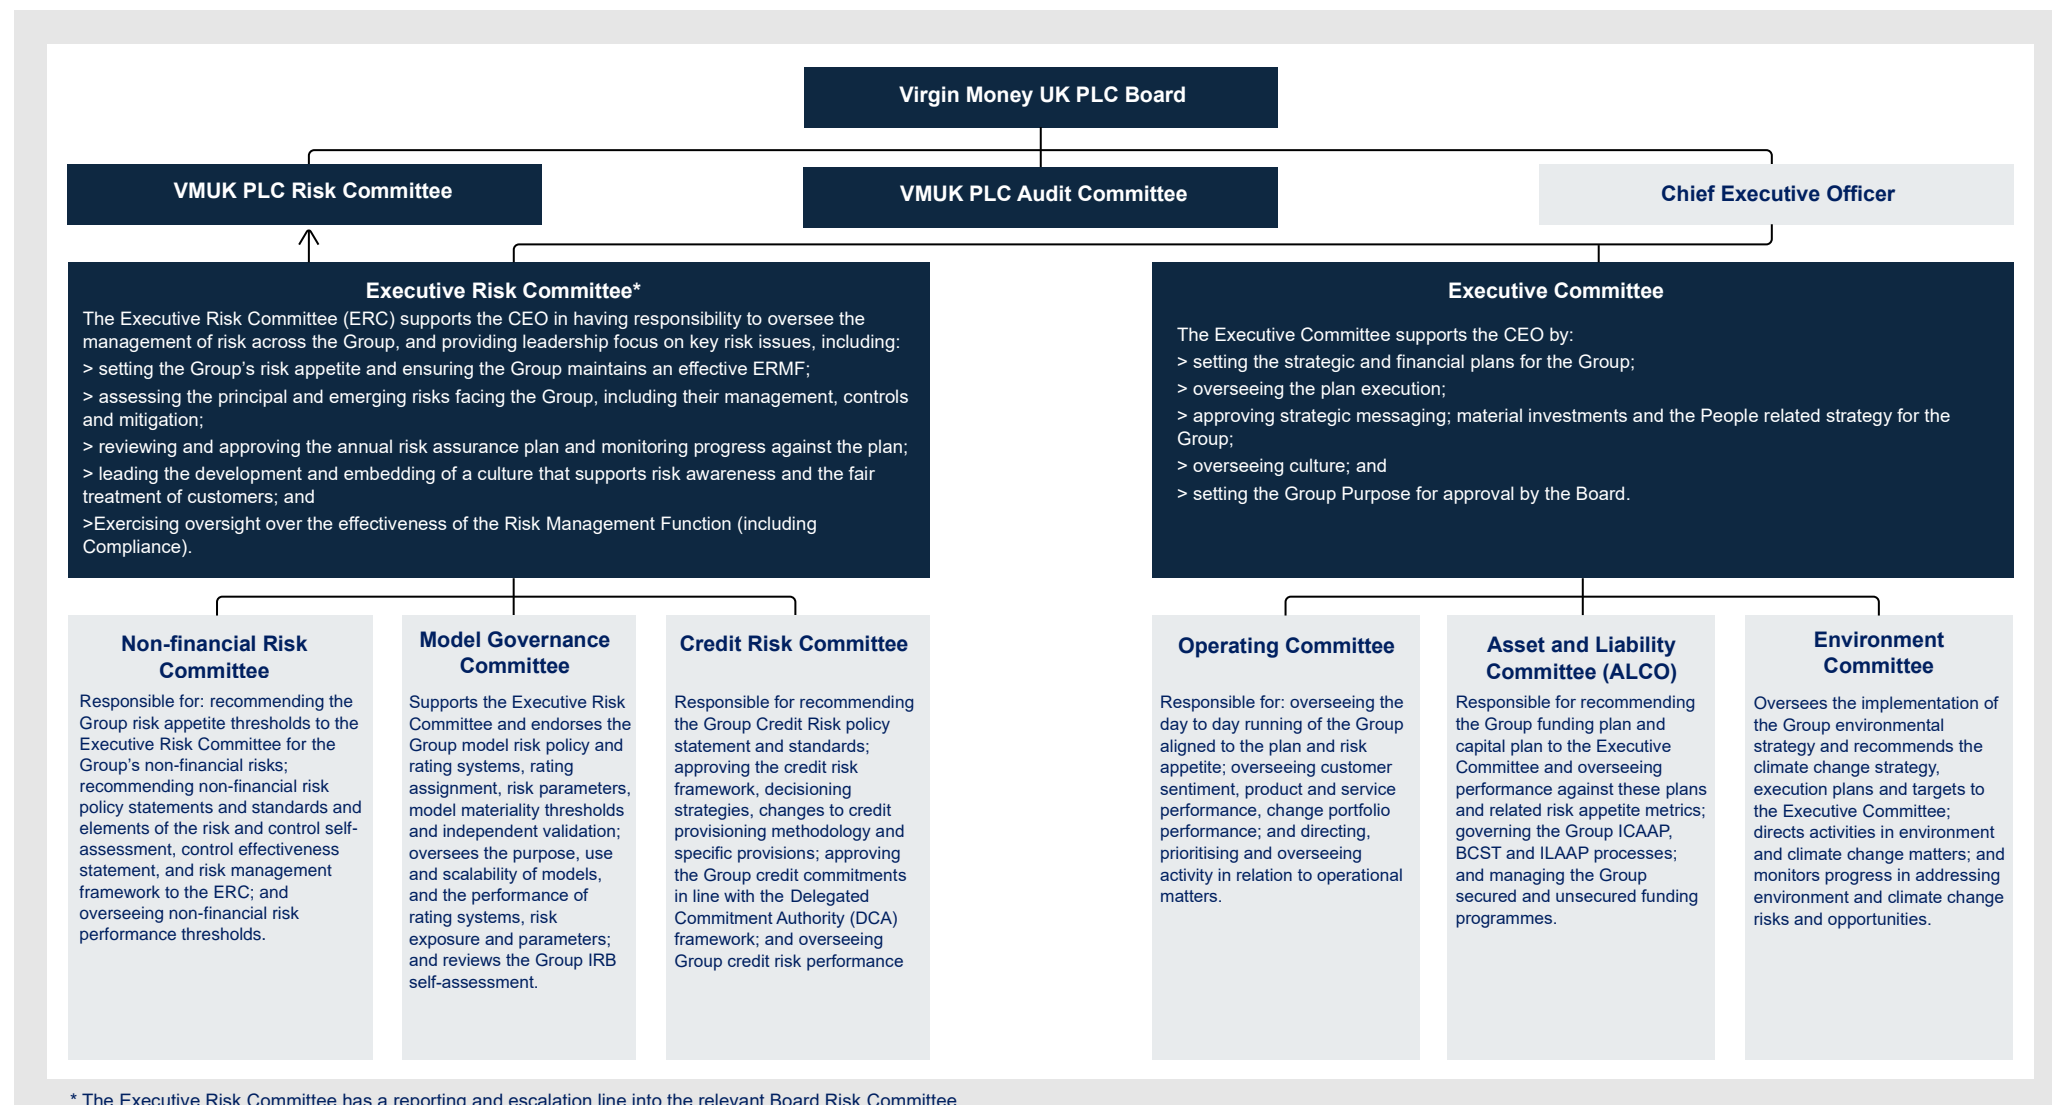 Virgin Money UK PLC Board
VMUK PLC Risk Committee
VMUK PLC Audit Committee
Chief Executive Officer
Executive Risk Committee*
The Executive Risk Committee (ERC) supports the CEO in having responsibility to oversee the
management of risk across the Group, and providing leadership focus on key risk issues, including:
> setting the Group's risk appetite and ensuring the Group maintains an effective ERMF;
> assessing the principal and emerging risks facing the Group, including their management, controls
and mitigation;
> reviewing and approving the annual risk assurance plan and monitoring progress against the plan;
> leading the development and embedding of a culture that supports risk awareness and the fair
treatment of customers; and
>Exercising oversight over the effectiveness of the Risk Management Function (including
Compliance).
Executive Committee
The Executive Committee supports the CEO by:
> setting the strategic and financial plans for the Group;
> overseeing the plan execution;
> approving strategic messaging; material investments and the People related strategy for the
Group;
> overseeing culture; and
> setting the Group Purpose for approval by the Board.
Non-financial Risk
Committee
Responsible for: recommending the
Group risk appetite thresholds to the
Executive Risk Committee for the
Group's non-financial risks;
recommending non-financial risk
policy statements and standards and
elements of the risk and control self-
assessment, control effectiveness
statement, and risk management
framework to the ERC; and
overseeing non-financial risk
performance thresholds.
Model Governance
Committee
Supports the Executive Risk
Committee and endorses the
Group model risk policy and
rating systems, rating
assignment, risk parameters,
model materiality thresholds
and independent validation;
oversees the purpose, use
and scalability of models,
and the performance of
rating systems, risk
exposure and parameters;
and reviews the Group IRB
self-assessment.
Credit Risk Committee
Responsible for recommending
the Group Credit Risk policy
statement and standards;
approving the credit risk
framework, decisioning
strategies, changes to credit
provisioning methodology and
specific provisions; approving
the Group credit commitments
in line with the Delegated
Commitment Authority (DCA)
framework; and overseeing
Group credit risk performance
Operating Committee
Responsible for: overseeing the
day to day running of the Group
aligned to the plan and risk
appetite; overseeing customer
sentiment, product and service
performance, change portfolio
performance; and directing,
prioritising and overseeing
activity in relation to operational
matters.
Asset and Liability
Committee (ALCO)
Responsible for recommending
the Group funding plan and
capital plan to the Executive
Committee and overseeing
performance against these plans
and related risk appetite metrics;
governing the Group ICAAP,
BCST and ILAAP processes;
and managing the Group
secured and unsecured funding
programmes.
Environment
Committee
Oversees the implementation of
the Group environmental
strategy and recommends the
climate change strategy,
execution plans and targets to
the Executive Committee;
directs activities in environment
and climate change matters; and
monitors progress in addressing
environment and climate change
risks and opportunities.
* The Executive Risk Committee has a reporting and escalation line into the relevant Board Risk Committee